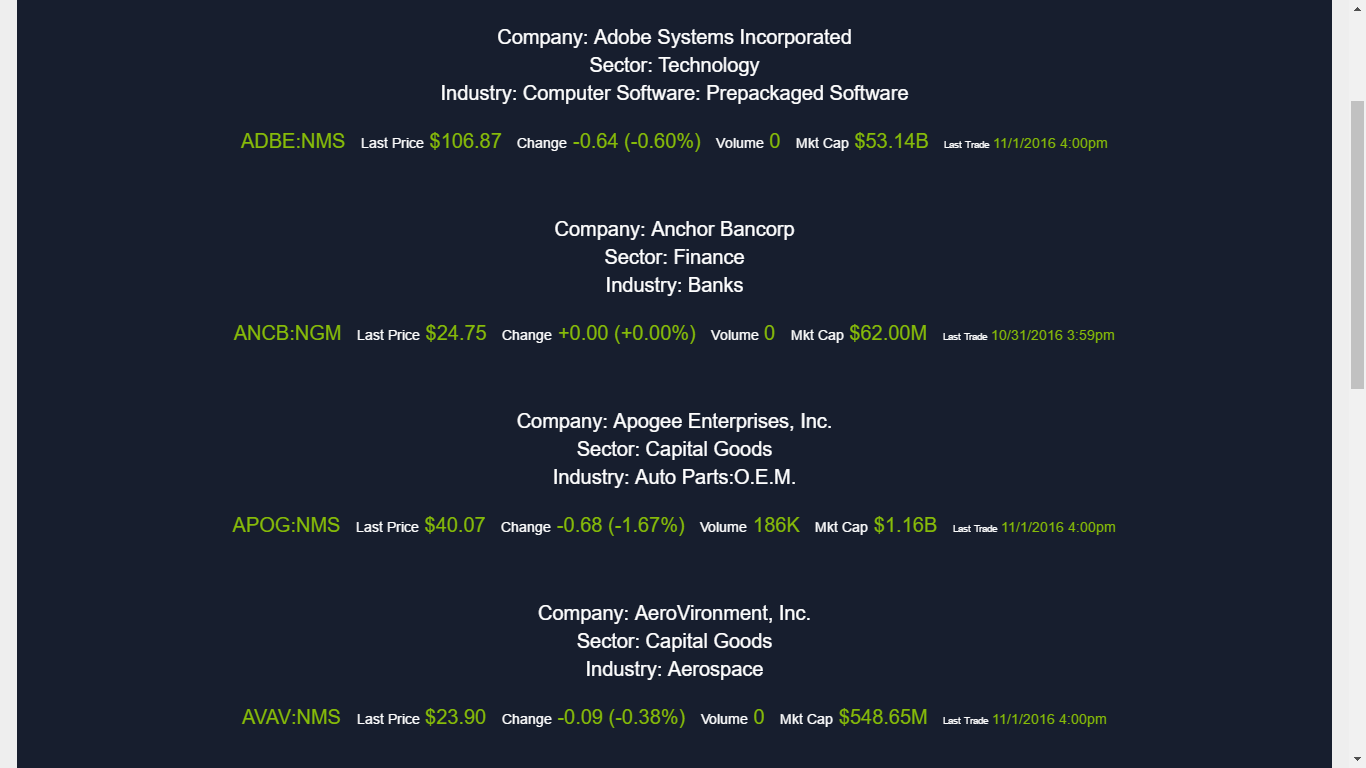 Company: Adobe Systems Incorporated
Sector: Technology
Industry: Computer Software: Prepackaged Software
ADBE:NMS Last Price $106.87 Change -0.64 (-0.60%) Volume 0 Mkt Cap $53.14B Last Trade 11/1/2016 4:00pm
Company: Anchor Bancorp
Sector: Finance
Industry: Banks
ANCB:NGM Last Price $24.75 Change +0.00 (+0.00%) Volume 0 Mkt Cap $62.00M Last Trade 10/31/2016 3:59pm
Company: Apogee Enterprises, Inc.
Sector: Capital Goods
Industry: Auto Parts:O.E.M.
APOG:NMS Last Price $40.07 Change -0.68 (-1.67%) Volume 186K Mkt Cap $1.16B Last Trade 11/1/2016 4:00pm
Company: AeroVironment, Inc.
Sector: Capital Goods
Industry: Aerospace
AVAV:NMS Last Price $23.90 Change -0.09 (-0.38%) Volume 0 Mkt Cap $548.65M Last Trade 11/1/2016 4:00pm